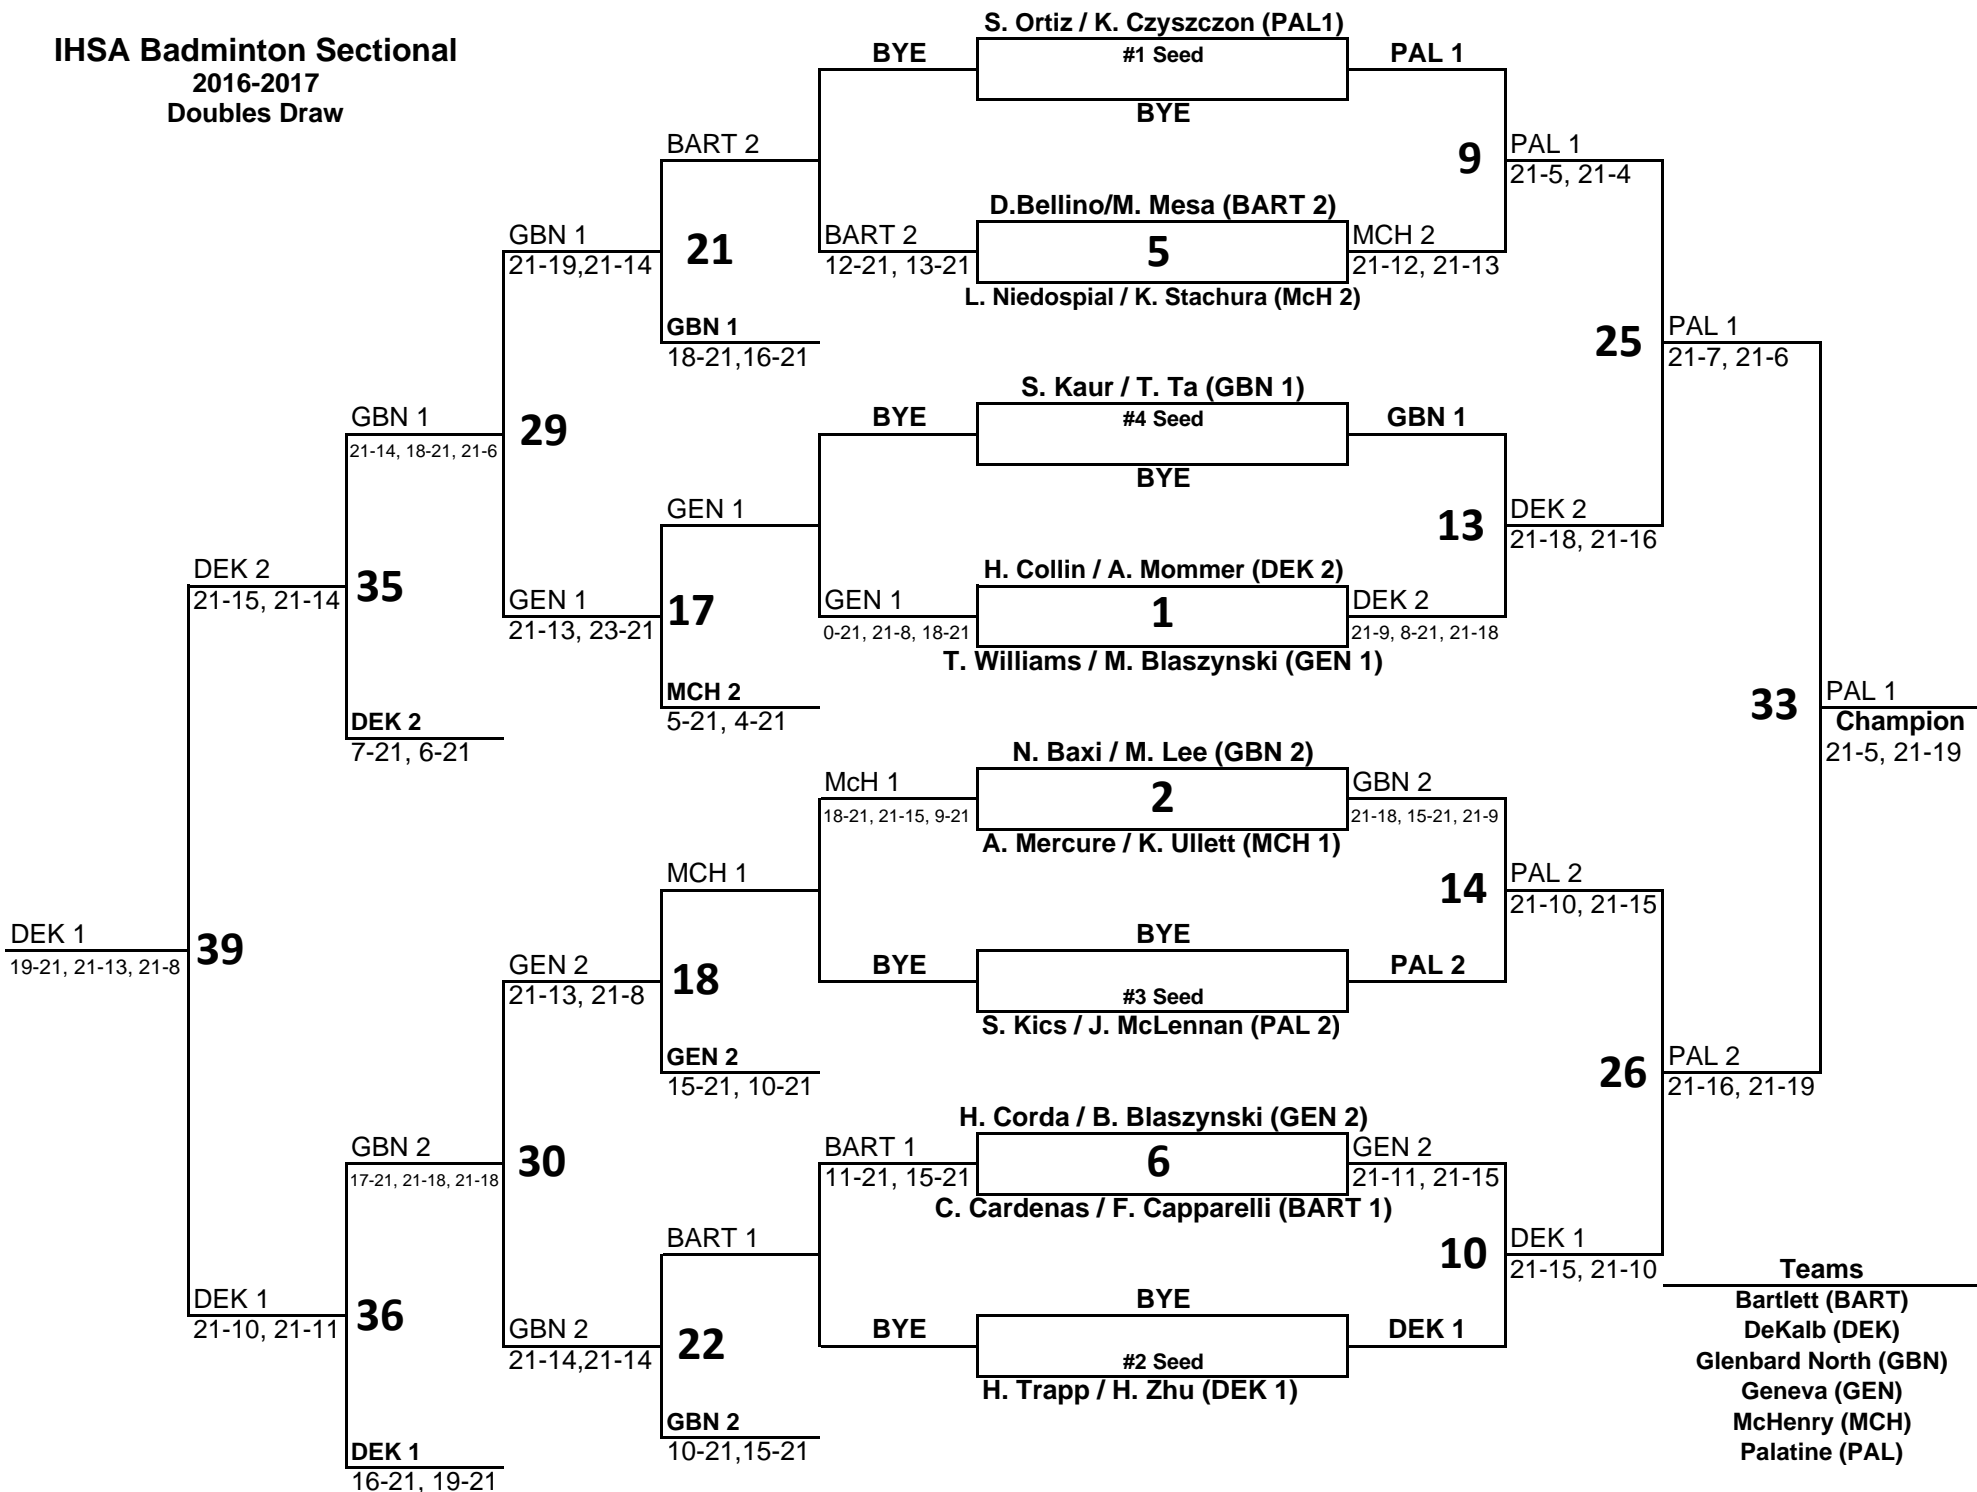 S. Ortiz / K. Czyszczon (PAL1)
IHSA Badminton Sectional
2016-2017
Doubles Draw
BYE
#1 Seed
PAL 1
BYE
BART 2
9
PAL 1
21-5, 21-4
D.Bellino/M. Mesa (BART 2)
GBN 1
21-19,21-14
21
BART 2
12-21, 13-21
5
MCH 2
21-12, 21-13
L. Niedospial / K. Stachura (McH 2)
GBN 1
18-21,16-21
25
PAL 1
21-7, 21-6
S. Kaur / T. Ta (GBN 1)
GBN 1
21-14, 18-21, 21-6
29
BYE
#4 Seed
GBN 1
BYE
GEN 1
13
DEK 2
21-18, 21-16
H. Collin / A. Mommer (DEK 2)
DEK 2
21-15, 21-14
35
GEN 1
21-13, 23-21
17
GEN 1
0-21, 21-8, 18-21
1
DEK 2
21-9, 8-21, 21-18
T. Williams / M. Blaszynski (GEN 1)
MCH 2
5-21, 4-21
DEK 2
7-21, 6-21
33
PAL 1
Champion
21-5, 21-19
N. Baxi / M. Lee (GBN 2)
McH 1
18-21, 21-15, 9-21
2
GBN 2
21-18, 15-21, 21-9
A. Mercure / K. Ullett (MCH 1)
MCH 1
14
PAL 2
21-10, 21-15
DEK 1
19-21, 21-13, 21-8
39
BYE
GEN 2
21-13, 21-8
18
BYE
#3 Seed
PAL 2
S. Kics / J. McLennan (PAL 2)
GEN 2
15-21, 10-21
26
PAL 2
21-16, 21-19
H. Corda / B. Blaszynski (GEN 2)
GBN 2
17-21, 21-18, 21-18
30
BART 1
11-21, 15-21
6
GEN 2
21-11, 21-15
C. Cardenas / F. Capparelli (BART 1)
BART 1
10
DEK 1
21-15, 21-10
DEK 1
21-10, 21-11
36
GBN 2
21-14,21-14
22
BYE
BYE
#2 Seed
DEK 1
H. Trapp / H. Zhu (DEK 1)
GBN 2
10-21,15-21
DEK 1
16-21, 19-21
Teams
Bartlett (BART)
DeKalb (DEK)
Glenbard North (GBN)
Geneva (GEN)
McHenry (MCH)
Palatine (PAL)